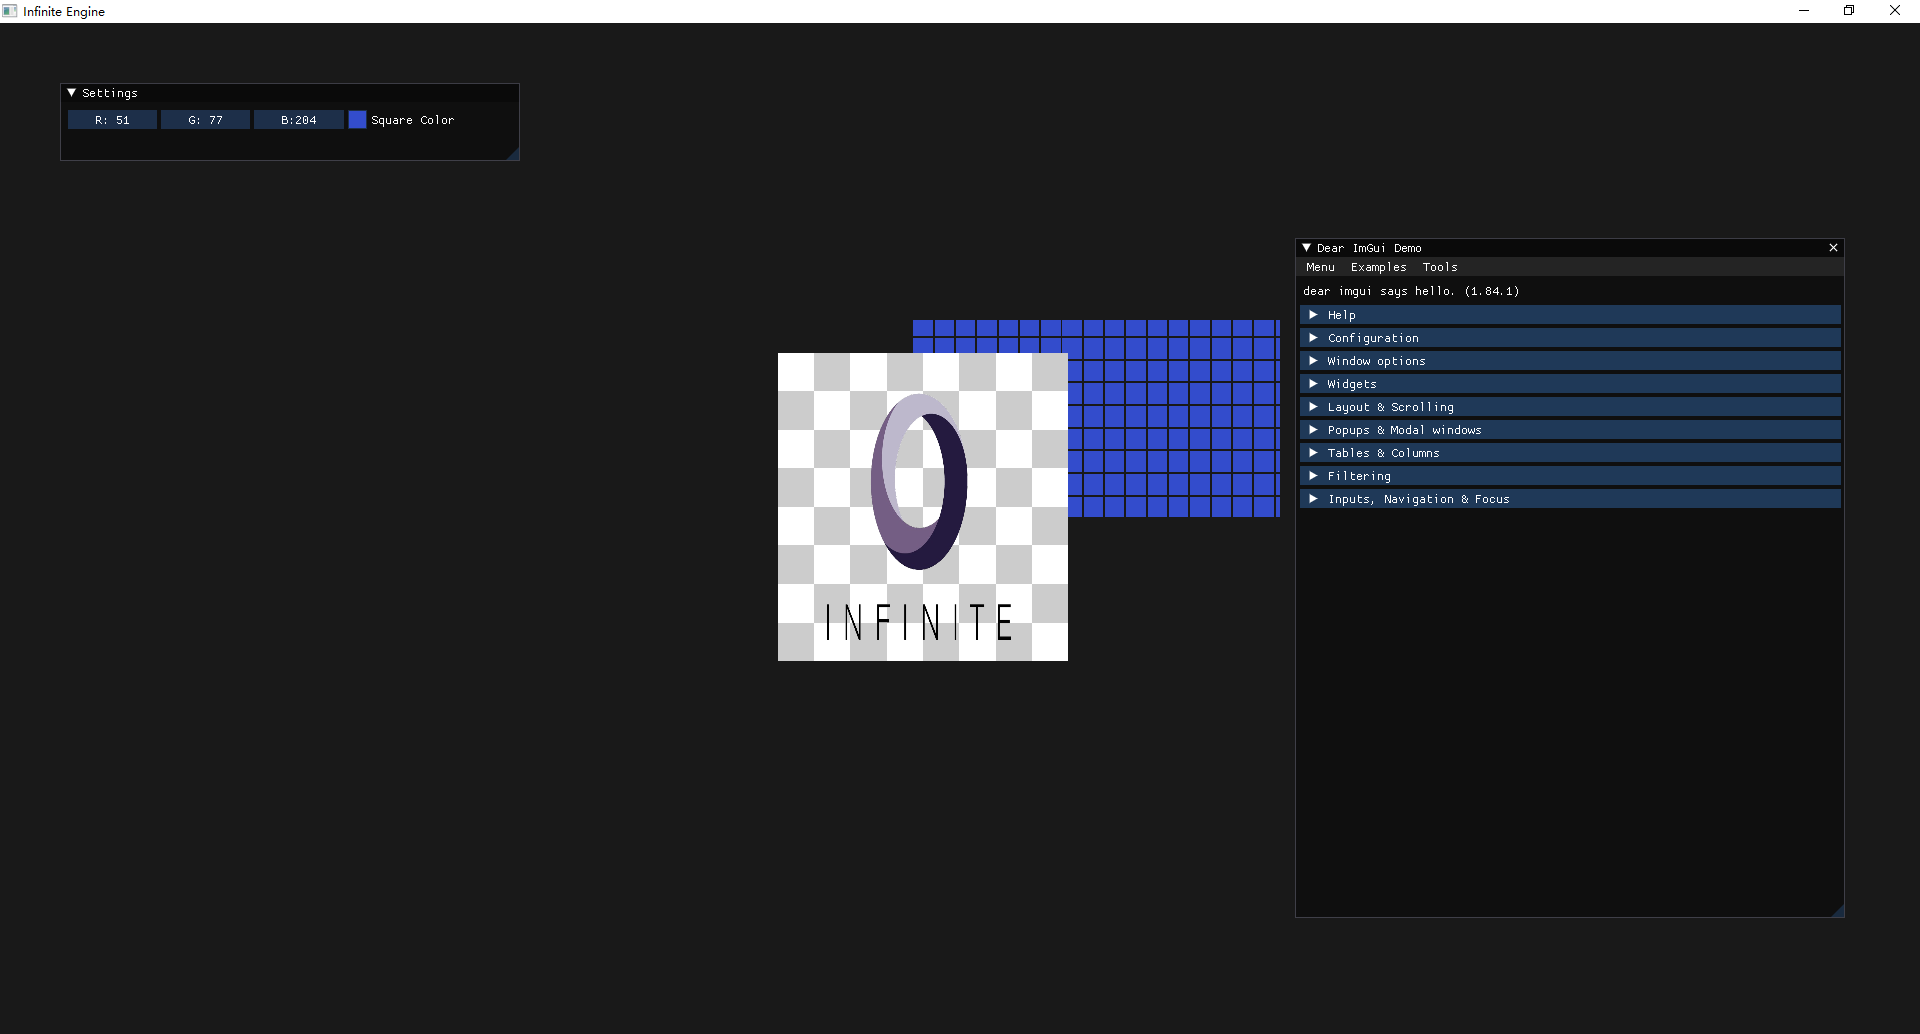 Infinite Engine
Settings
R: 51 G: 77 B:204 Square Color
Dear ImGui Demo
Menu Examples Tools
dear imgui says hello. (1.84.1)
Help
Configuration
Window options
Widgets
Layout & Scrolling
Popups & Modal windows
Tables & Columns
Filtering
Inputs, Navigation & Focus
INFINITE